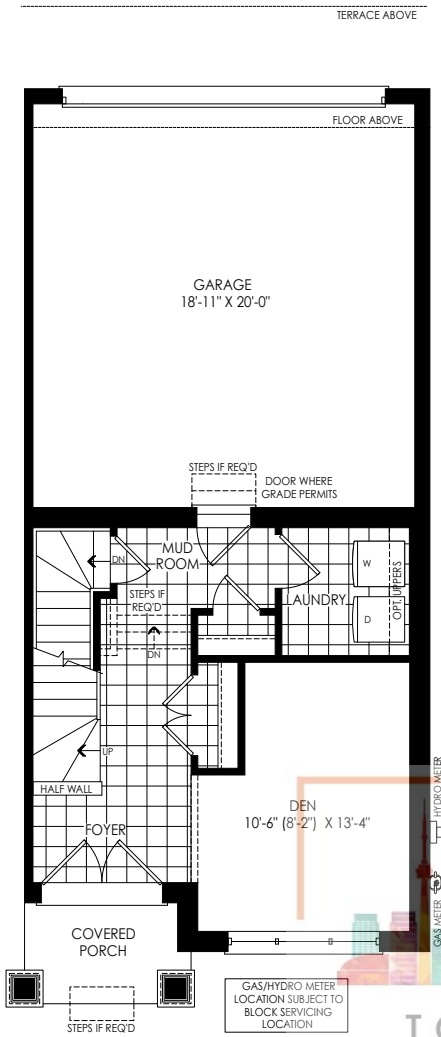 TERRACE ABOVE
FLOOR ABOVE
GARAGE
18'-11" X 20'-0"
STEPS IF REQ'D
DOOR WHERE
GRADE PERMITS
DN
MUD
ROOM
W
LAUNDRY
OPT. UPPERS
STEPS IF
REQ'D
D
DN
UP
HALF WALL
HYDRO METER
DEN
10'-6" (8'-2") X 13'-4"
FOYER
GAS METER
COVERED
PORCH
GAS/HYDRO METER
LOCATION SUBJECT TO
BLOCK SERVICING
LOCATION
STEPS IF REQ'D
T